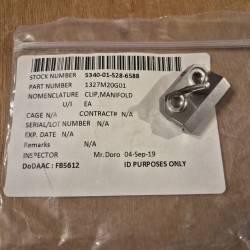 STOCK NUMBER 5340-01-528-6588
PART NUMBER 1327M20G01
NOMENCLATURE CLIP,MANIFOLD
U/I EA
CAGE N/A CONTRACT# N/A
SERIAL/LOT NUMBER N/A
EXP. DATE N/A
Remarks N/A
INSPECTOR Mr.Doro 04-Sep-19
DoDAAC : FB5612 ID PURPOSES ONLY